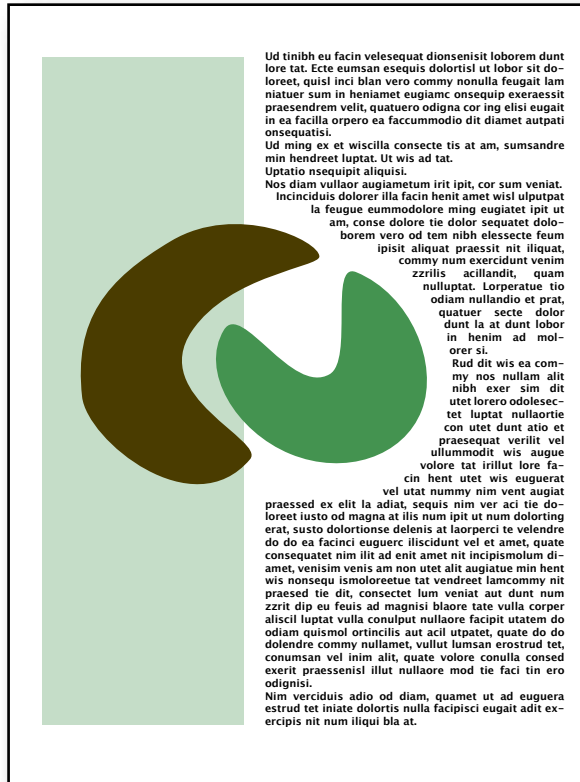 Ud tinibh eu facin velesequat dionsenisit loborem dunt
lore tat. Ecte eumsan esequis dolortisl ut lobor sit do-
loreet, quisl inci blan vero commy nonulla feugait lam
niatuer sum in heniamet eugiamc onsequip exeraessit
praesendrem velit, quatuero odigna cor ing elisi eugait
in ea facilla orpero ea faccummodio dit diamet autpati
onsequatisi.
Ud ming ex et wiscilla consecte tis at am, sumsandre
min hendreet luptat. Ut wis ad tat.
Uptatio nsequipit aliquisi.
Nos diam vullaor augiametum irit ipit, cor sum veniat.
Incinciduis dolorer illa facin henit amet wisl ulputpat
la feugue eummodolore ming eugiatet ipit ut
am, conse dolore tie dolor sequatet dolo-
borem vero od tem nibh elessecte feum
ipisit aliquat praessit nit iliquat,
commy num exercidunt venim
zzrilis acillandit, quam
nulluptat. Lorperatue tio
odiam nullandio et prat,
quatuer secte dolor
dunt la at dunt lobor
in henim ad mol-
orer si.
Rud dit wis ea com-
my nos nullam alit
nibh exer sim dit
utet lorero odolesec-
tet luptat nullaortie
con utet dunt atio et
praesequat verilit vel
ullummodit wis augue
volore tat irillut lore fa-
cin hent utet wis euguerat
vel utat nummy nim vent augiat
praessed ex elit la adiat, sequis nim ver aci tie do-
loreet iusto od magna at ilis num ipit ut num dolorting
erat, susto dolortionse delenis at laorperci te velendre
do do ea facinci euguerc iliscidunt vel et amet, quate
consequatet nim ilit ad enit amet nit incipismolum di-
amet, venisim venis am non utet alit augiatue min hent
wis nonsequ ismoloreetue tat vendreet lamcommy nit
praesed tie dit, consectet lum veniat aut dunt num
zzrit dip eu feuis ad magnisi blaore tate vulla corper
aliscil luptat vulla conulput nullaore facipit utatem do
odiam quismol ortincilis aut acil utpatet, quate do do
dolendre commy nullamet, vullut lumsan erostrud tet,
conumsan vel inim alit, quate volore conulla consed
exerit praessenisl illut nullaore mod tie faci tin ero
odignisi.
Nim verciduis adio od diam, quamet ut ad euguera
estrud tet iniate dolortis nulla facipisci eugait adit ex-
ercipis nit num iliqui bla at.